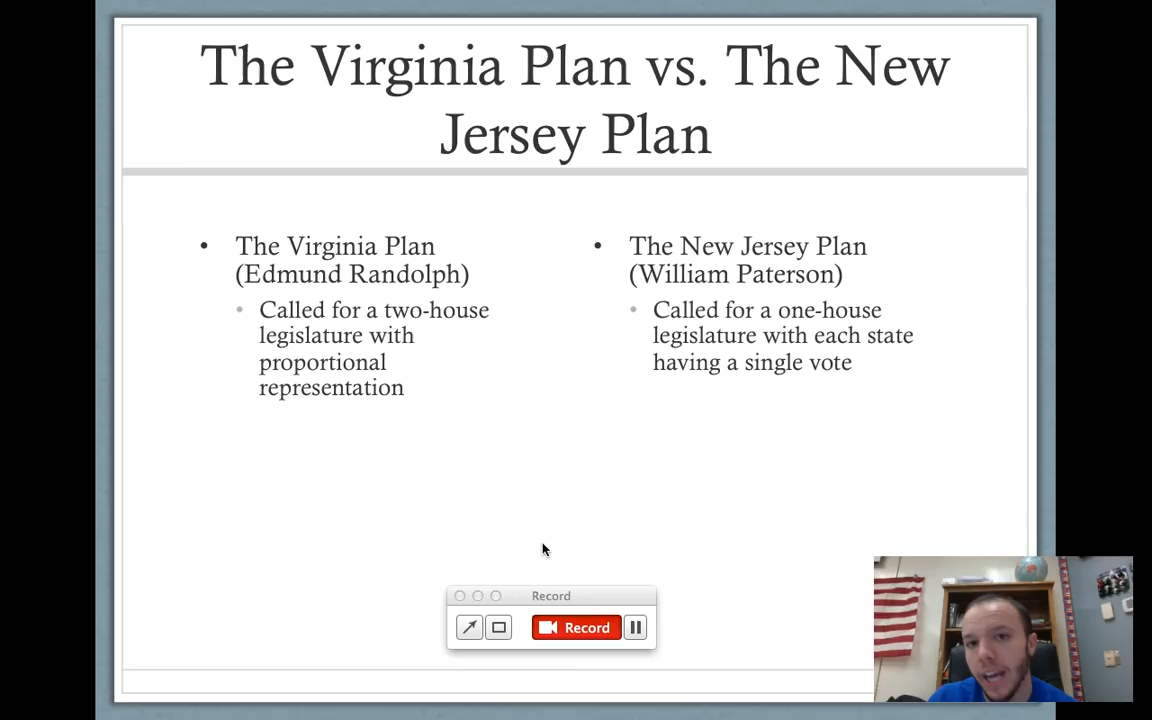 The Virginia Plan vs. The New
Jersey Plan
• The Virginia Plan
(Edmund Randolph)
• Called for a two-house
legislature with
proportional
representation
• The New Jersey Plan
(William Paterson)
• Called for a one-house
legislature with each state
having a single vote
Record
Record